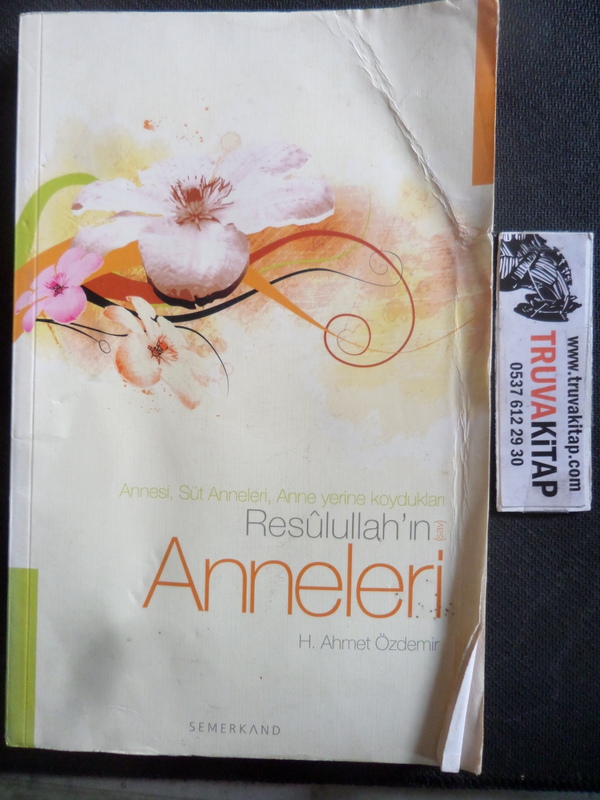 Annesi, Süt Anneleri, Anne yerine koydukları
Resûlullah'ın (sav)
Anneleri
H. Ahmet Özdemir
SEMERKAND
www.truvakitap.com
TRUVAKiTAP
0537 612 29 30